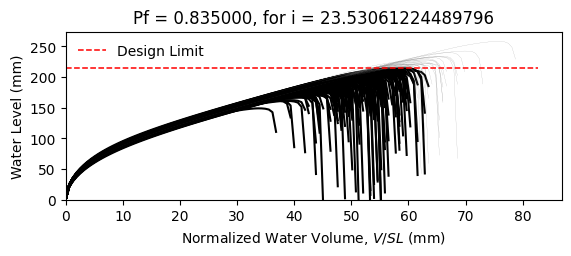 Pf = 0.835000, for i = 23.53061224489796
Design Limit
Water Level (mm)
250
200
150
100
50
0
0 10 20 30 40 50 60 70 80
Normalized Water Volume, V/SL (mm)